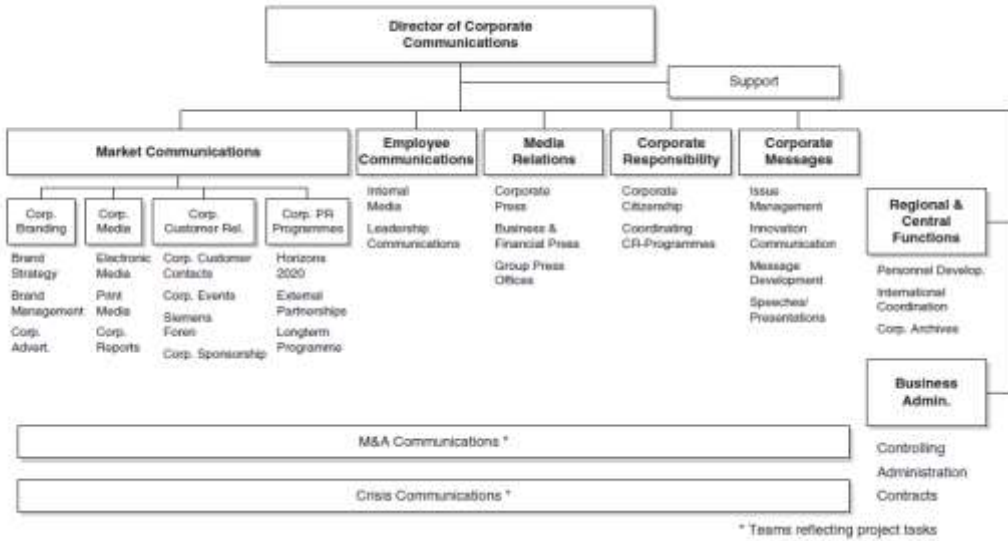 Director of Corporate
Communications
Support
Market Communications
Employee
Communications
Media
Relations
Corporate
Responsibility
Corporate
Messages
Corp.
Branding
Corp.
Media
Corp.
Customer Rel.
Corp. PR
Programmes
Brand
Strategy
Brand
Management
Corp.
Advert.
Electronic
Media
Print
Media
Corp.
Reports
Corp. Customer
Contacts
Corp. Events
Siemens
Foren
Corp. Sponsorship
Horizons
2020
External
Partnerships
Longterm
Programme
Internal
Media
Leadership
Communications
Corporate
Press
Business &
Financial Press
Group Press
Offices
Corporate
Citizenship
Coordinating
CR-Programmes
Issue
Management
Innovation
Communication
Message
Development
Speeches/
Presentations
Regional &
Central
Functions
Personnel Develop.
International
Coordination
Corp. Archives
Business
Admin.
Controlling
Administration
Contracts
M&A Communications *
Crisis Communications *
* Teams reflecting project tasks